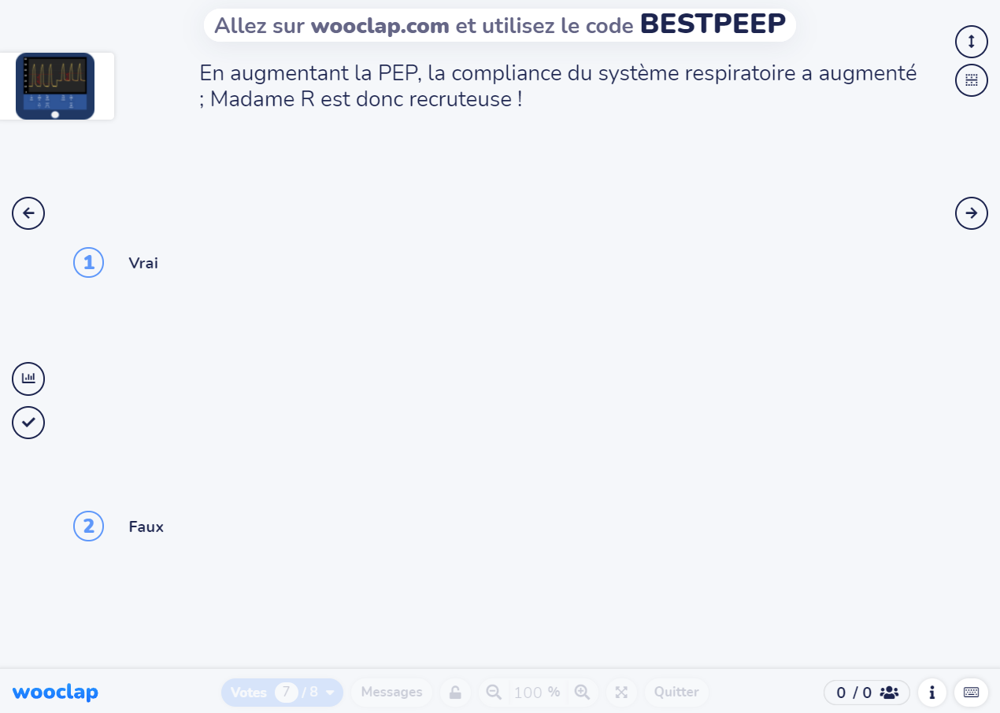 Allez sur wooclap.com et utilisez le code BESTPEEP
En augmentant la PEP, la compliance du système respiratoire a augmenté
; Madame R est donc recruteuse !
1 Vrai
2 Faux
wooclap Votes 7 / 8 Messages 100 % Quitter 0 / 0